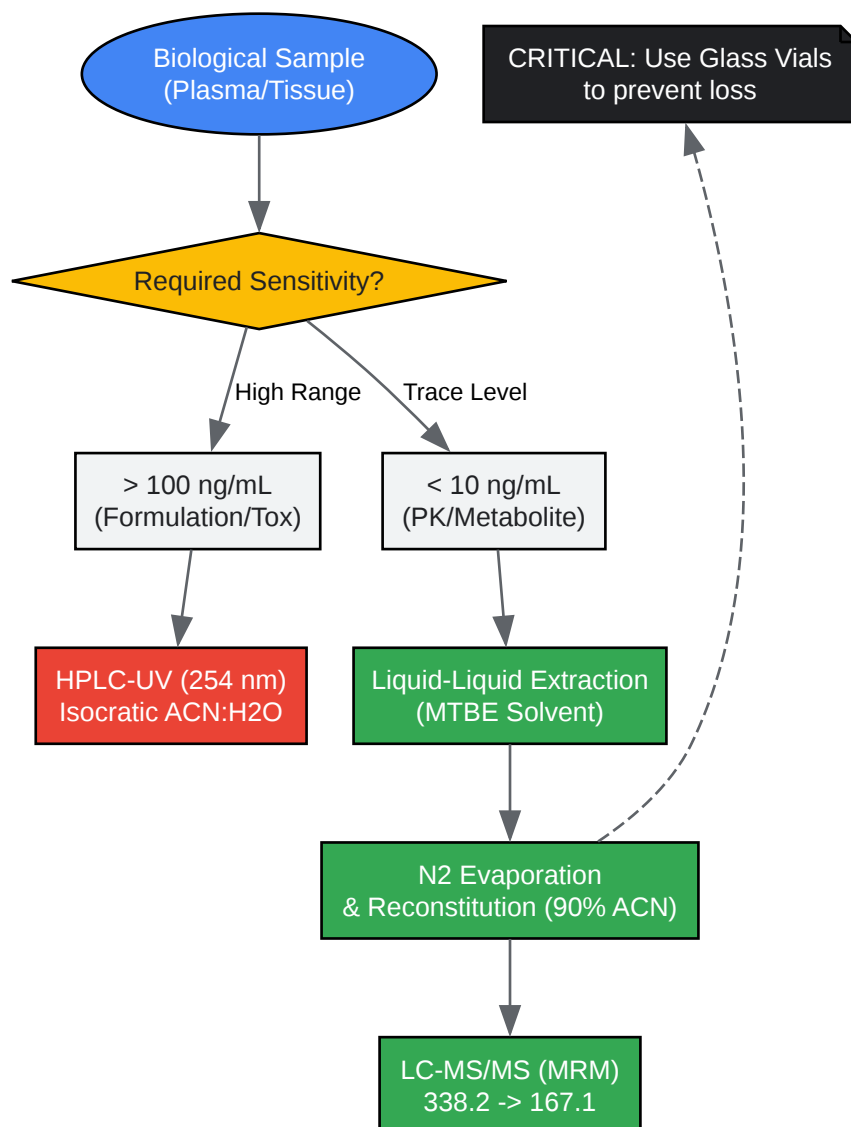 Biological Sample
(Plasma/Tissue)
CRITICAL: Use Glass Vials
to prevent loss
Required Sensitivity?
High Range
Trace Level
> 100 ng/mL
(Formulation/Tox)
< 10 ng/mL
(PK/Metabolite)
HPLC-UV (254 nm)
Isocratic ACN:H2O
Liquid-Liquid Extraction
(MTBE Solvent)
N2 Evaporation
& Reconstitution (90% ACN)
LC-MS/MS (MRM)
338.2 -> 167.1